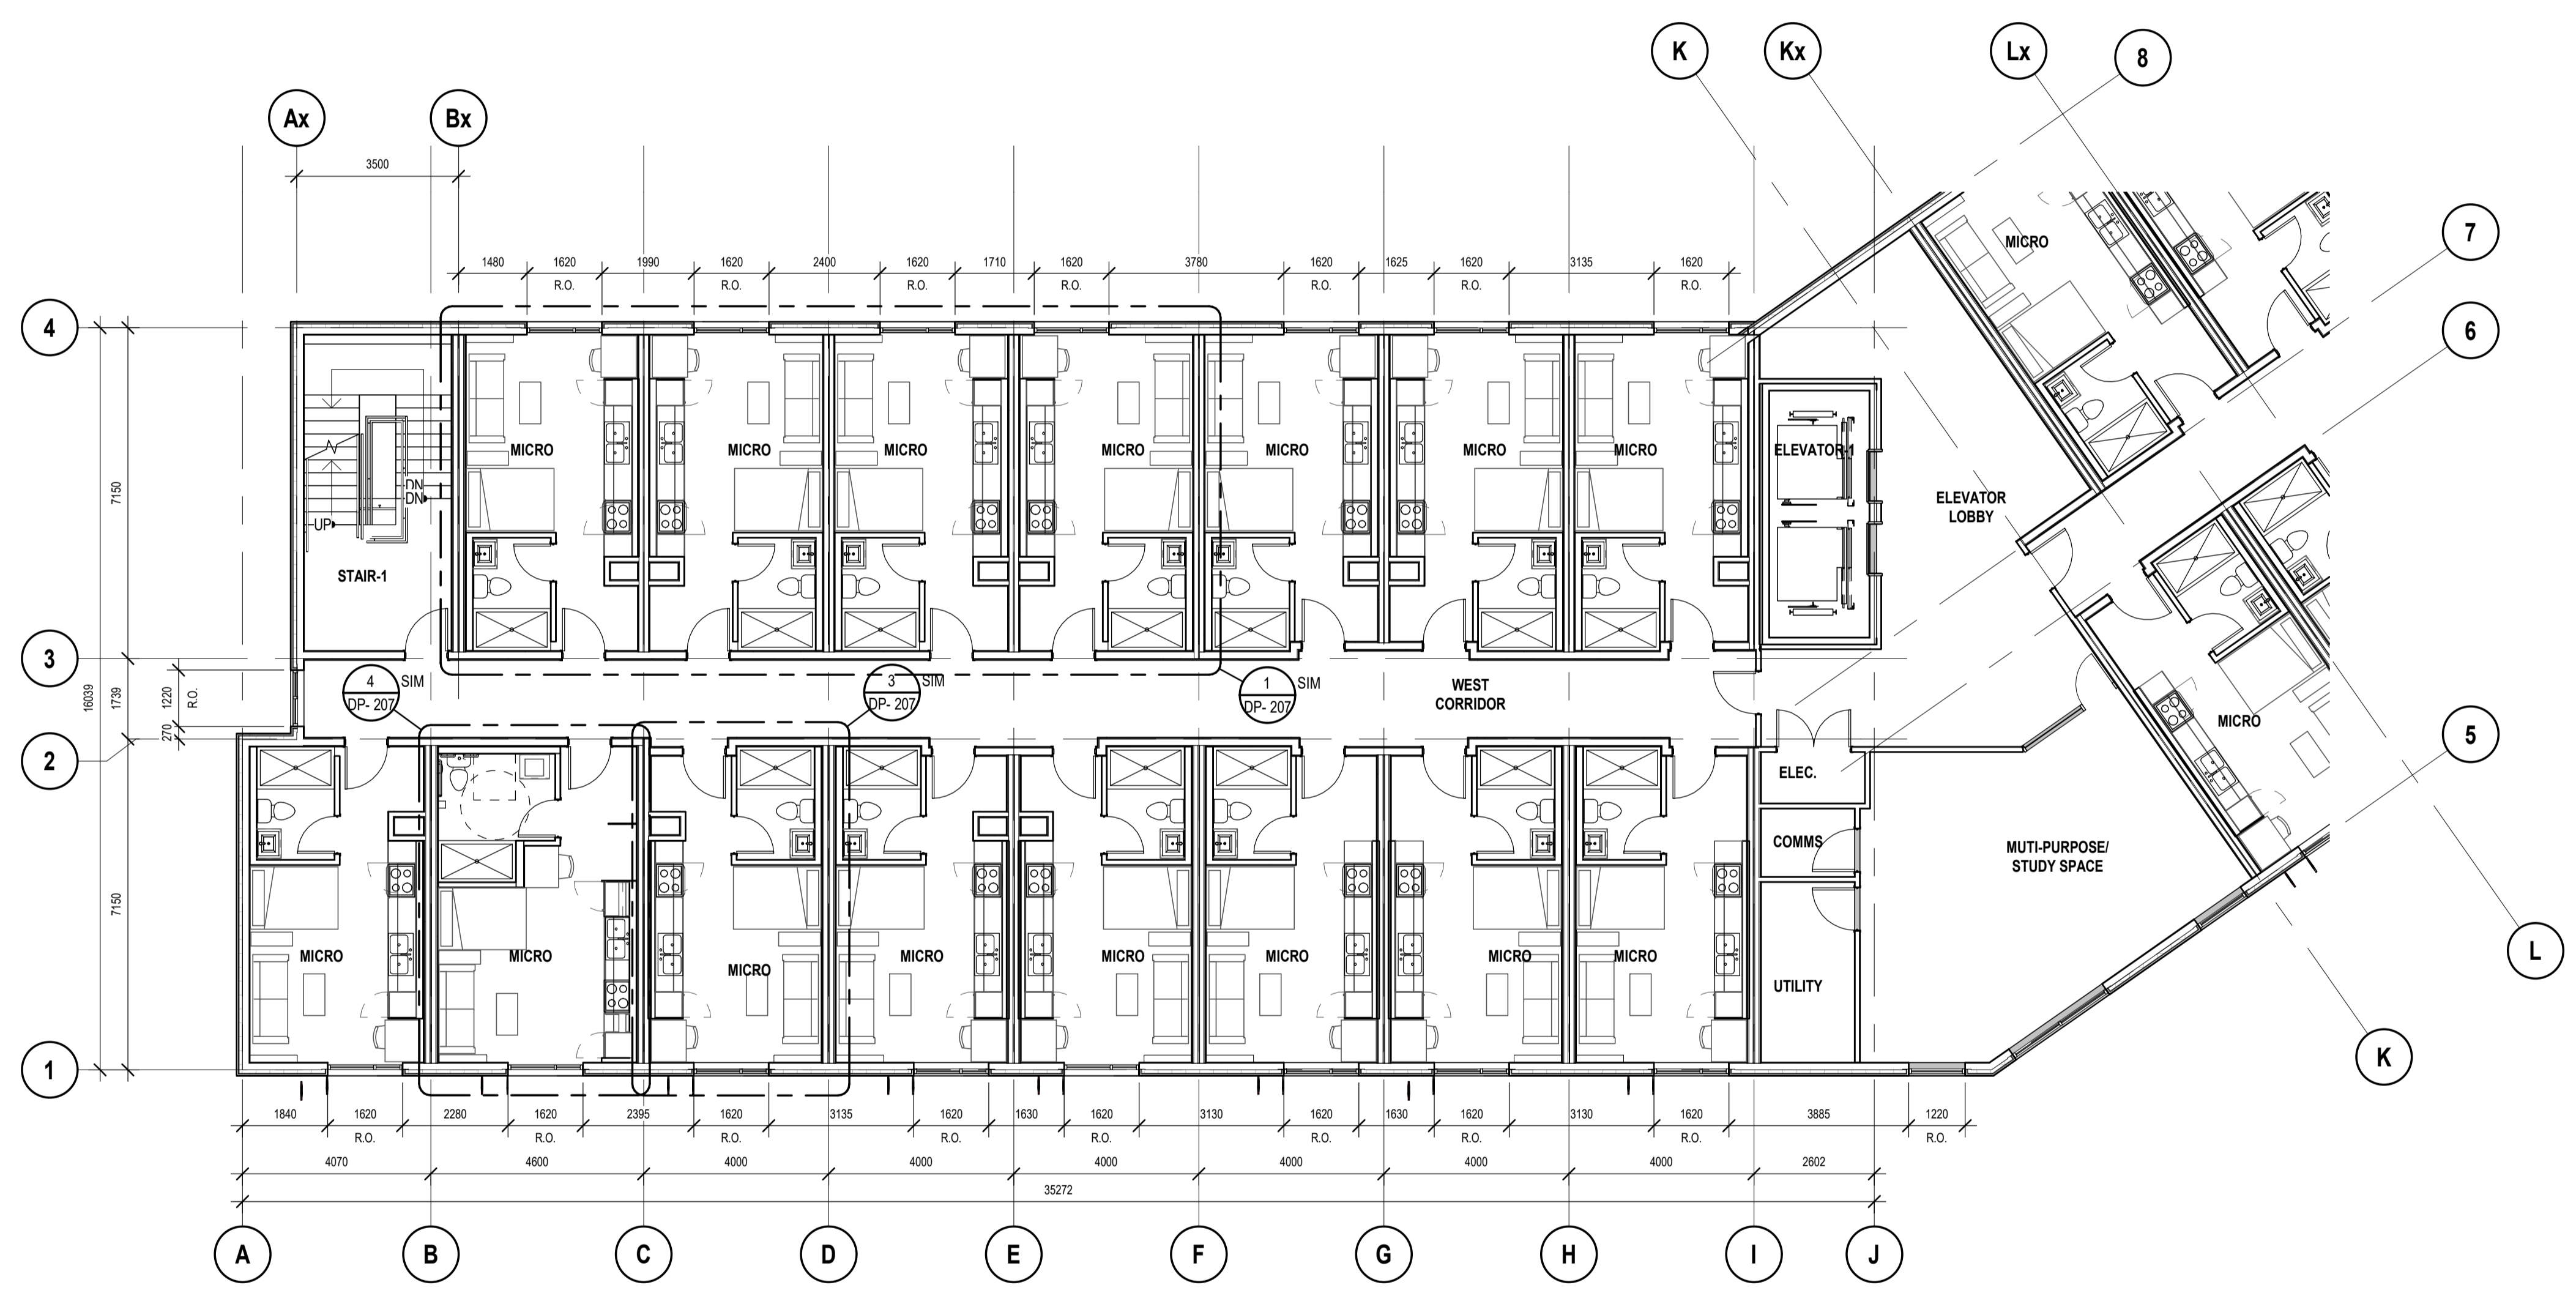 K
Kx
Lx
8
Ax
Bx
7
6
3500
1480
1620
1990
1620
2400
1620
1710
1620
3780
1620
1625
1620
3135
1620
R.O.
R.O.
R.O.
R.O.
R.O.
R.O.
R.O.
4
3
2
1
7150
16039
1739
1220
R.O.
270
7150
MICRO
MICRO
MICRO
MICRO
MICRO
MICRO
MICRO
MICRO
ELEVATOR-1
ELEVATOR
LOBBY
DN
DN
UP
STAIR-1
4
SIM
DP- 207
3
SIM
DP- 207
1
SIM
DP- 207
WEST
CORRIDOR
MICRO
5
ELEC.
COMMS
MUTI-PURPOSE/
STUDY SPACE
UTILITY
MICRO
MICRO
MICRO
MICRO
MICRO
MICRO
MICRO
MICRO
L
K
1840
1620
2280
1620
2395
1620
3135
1620
1630
1620
3130
1620
1630
1620
3130
1620
3885
1220
R.O.
R.O.
R.O.
R.O.
R.O.
R.O.
R.O.
R.O.
R.O.
4070
4600
4000
4000
4000
4000
4000
4000
2602
35272
A
B
C
D
E
F
G
H
I
J